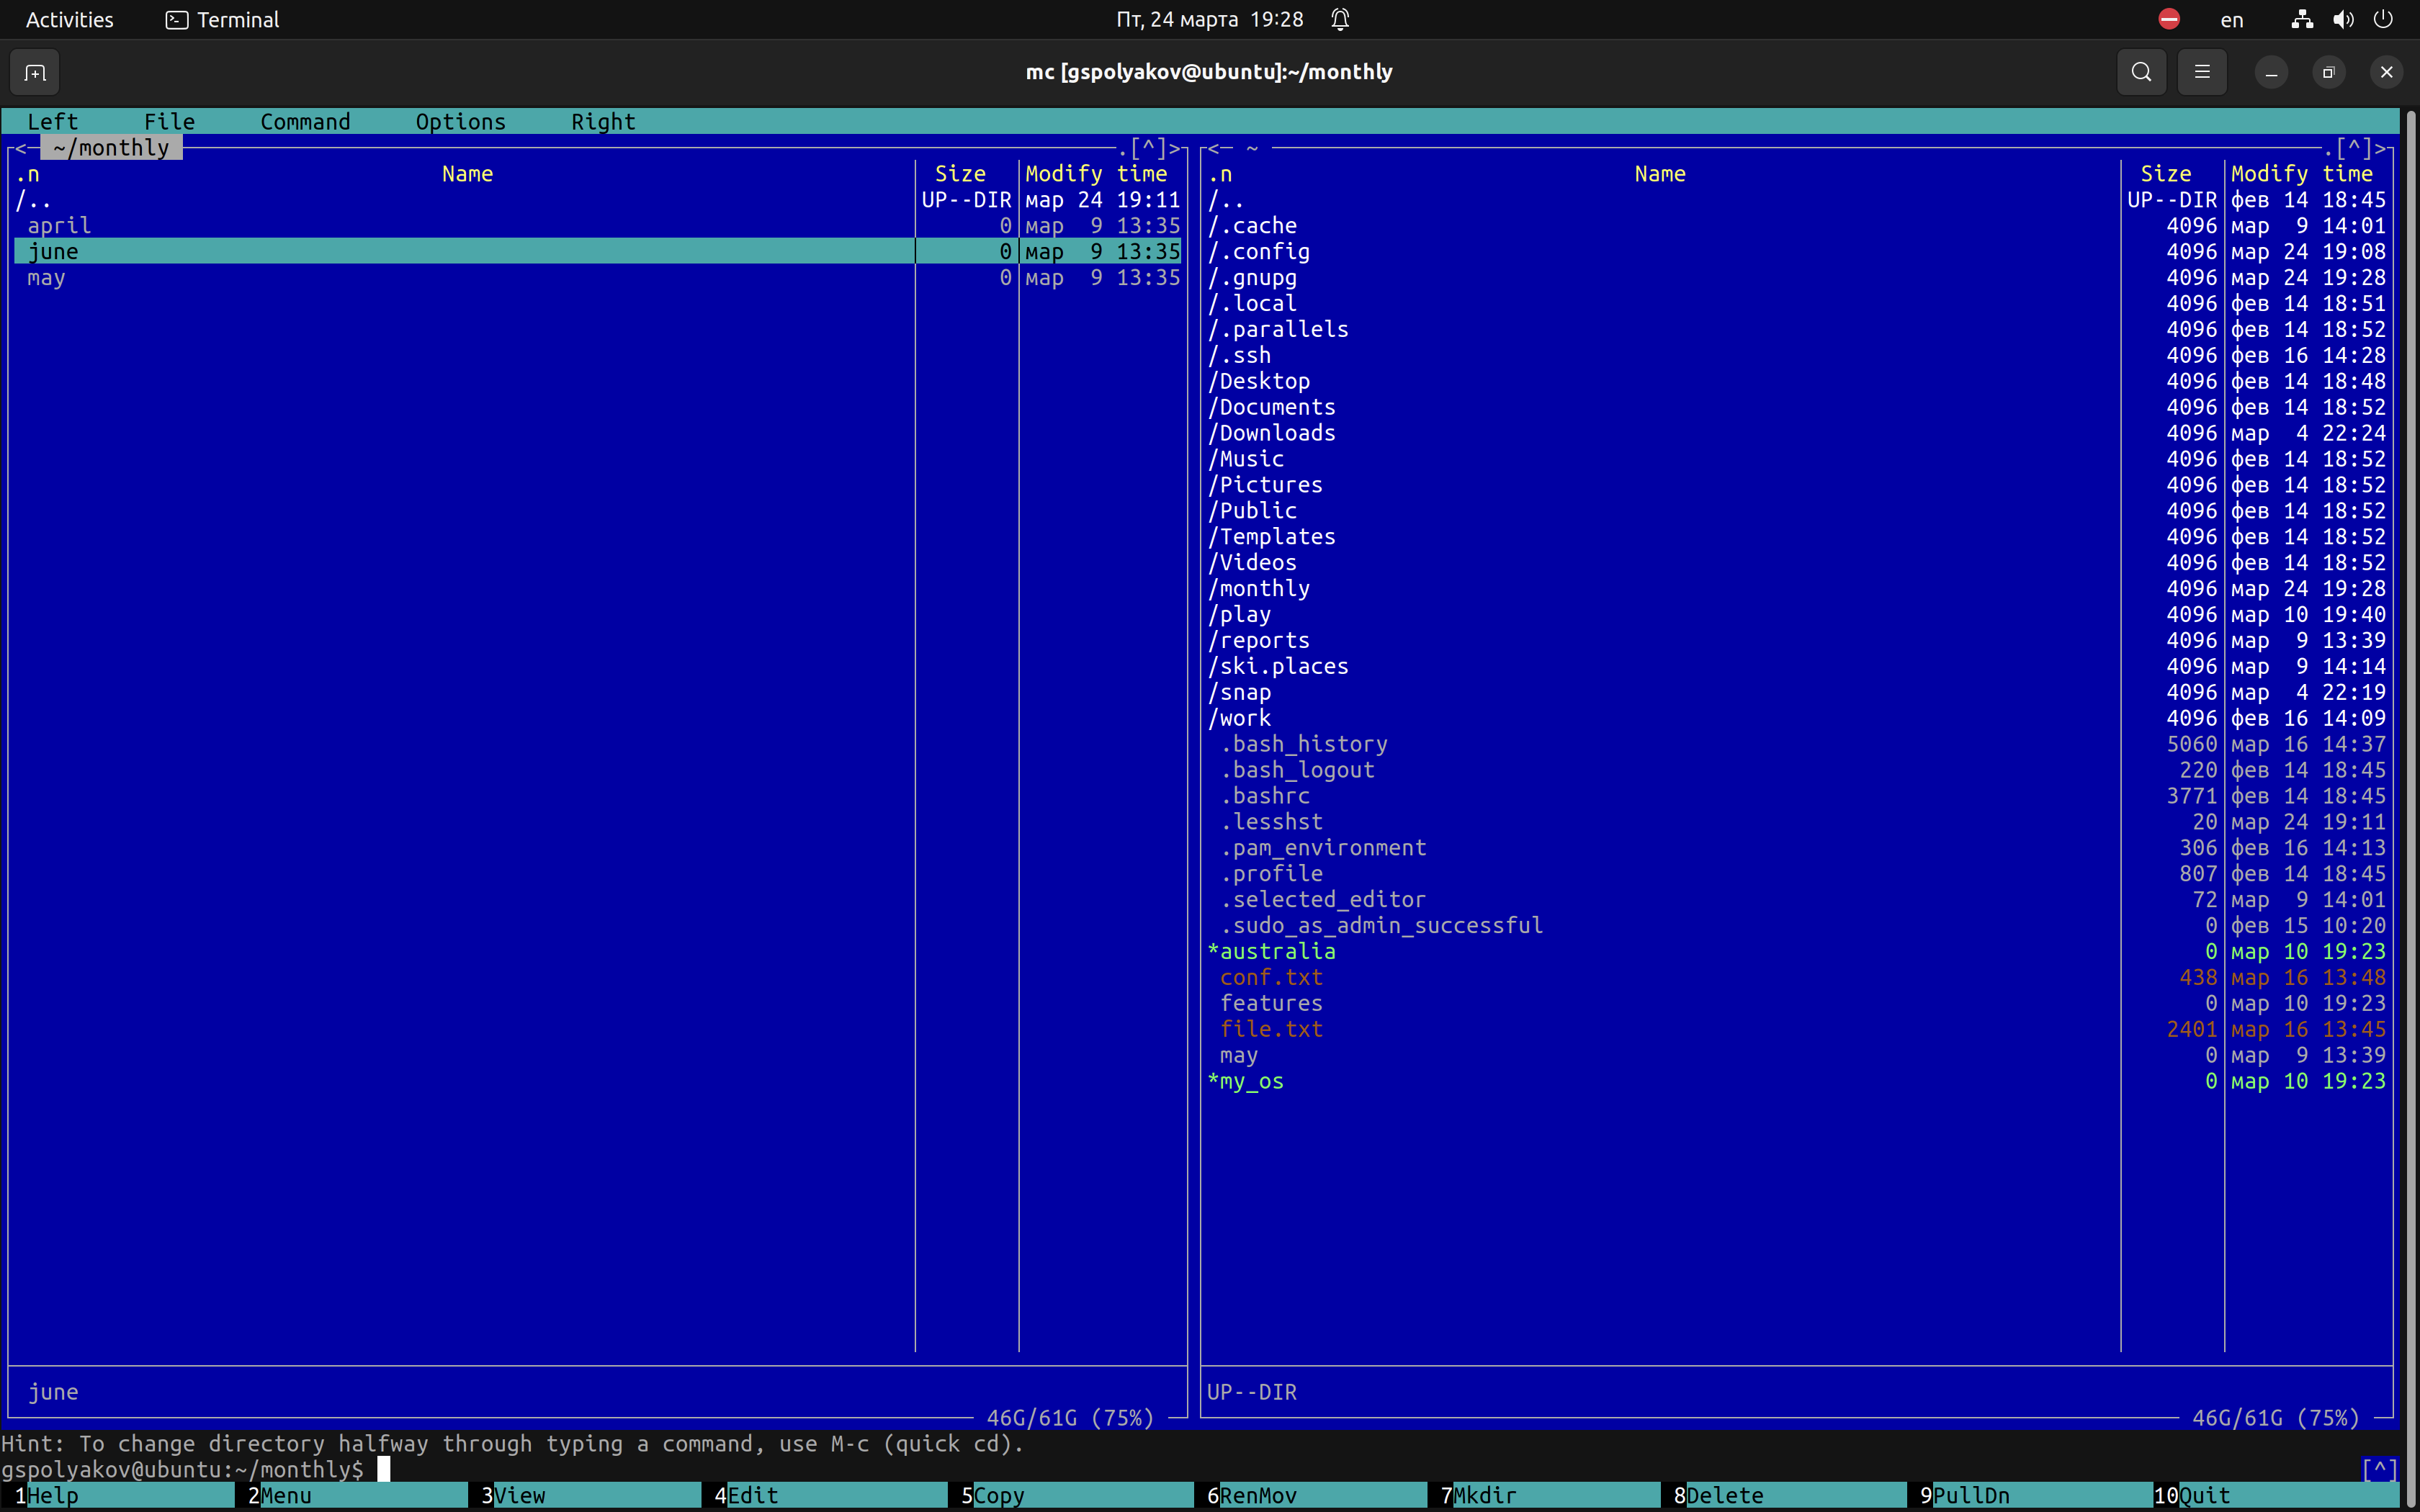 Activities Terminal Пт, 24 марта 19:28 en
mc [gspolyakov@ubuntu]:~/monthly
Left File Command Options Right
<─ ~/monthly .[^]>
.n Name Size Modify time
/.. UP--DIR мар 24 19:11
april 0 мар 9 13:35
june 0 мар 9 13:35
may 0 мар 9 13:35
june
46G/61G (75%)
<─ ~ .[^]>
.n Name Size Modify time
/.. UP--DIR фев 14 18:45
/.cache 4096 мар 9 14:01
/.config 4096 мар 24 19:08
/.gnupg 4096 мар 24 19:28
/.local 4096 фев 14 18:51
/.parallels 4096 фев 14 18:52
/.ssh 4096 фев 16 14:28
/Desktop 4096 фев 14 18:48
/Documents 4096 фев 14 18:52
/Downloads 4096 мар 4 22:24
/Music 4096 фев 14 18:52
/Pictures 4096 фев 14 18:52
/Public 4096 фев 14 18:52
/Templates 4096 фев 14 18:52
/Videos 4096 фев 14 18:52
/monthly 4096 мар 24 19:28
/play 4096 мар 10 19:40
/reports 4096 мар 9 13:39
/ski.places 4096 мар 9 14:14
/snap 4096 мар 4 22:19
/work 4096 фев 16 14:09
.bash_history 5060 мар 16 14:37
.bash_logout 220 фев 14 18:45
.bashrc 3771 фев 14 18:45
.lesshst 20 мар 24 19:11
.pam_environment 306 фев 16 14:13
.profile 807 фев 14 18:45
.selected_editor 72 мар 9 14:01
.sudo_as_admin_successful 0 фев 15 10:20
*australia 0 мар 10 19:23
conf.txt 438 мар 16 13:48
features 0 мар 10 19:23
file.txt 2401 мар 16 13:45
may 0 мар 9 13:39
*my_os 0 мар 10 19:23
UP--DIR
46G/61G (75%)
Hint: To change directory halfway through typing a command, use M-c (quick cd).
gspolyakov@ubuntu:~/monthly$ [^]
1Help 2Menu 3View 4Edit 5Copy 6RenMov 7Mkdir 8Delete 9PullDn 10Quit